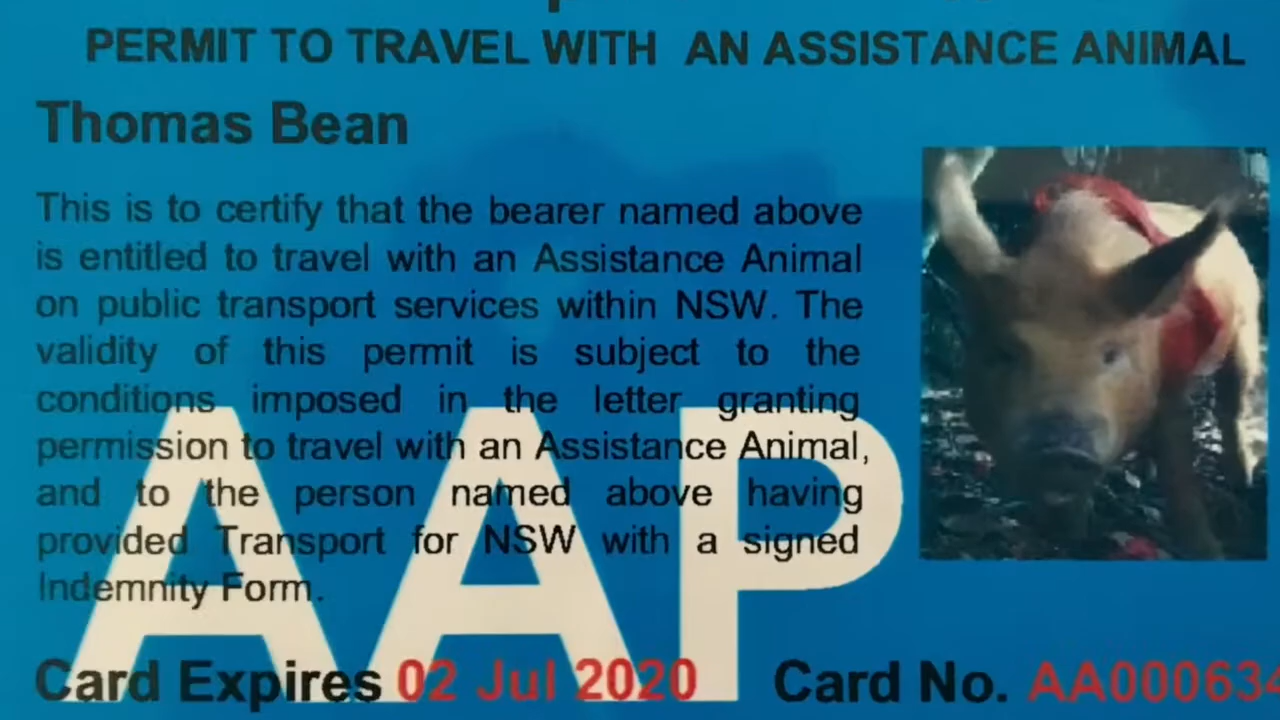 PERMIT TO TRAVEL WITH AN ASSISTANCE ANIMAL
Thomas Bean
This is to certify that the bearer named above
is entitled to travel with an Assistance Animal
on public transport services within NSW. The
validity of this permit is subject to the
conditions imposed in the letter granting
permission to travel with an Assistance Animal,
and to the person named above having
provided Transport for NSW with a signed
Indemnity Form.
AAP
Card Expires 02 Jul 2020 Card No. AA000634